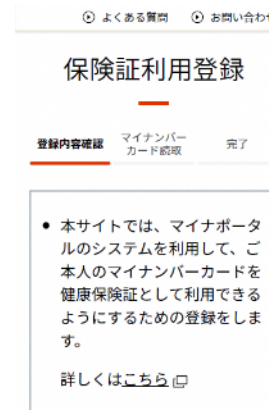 よくある質問 お問い合わせ
保険証利用登録
登録内容確認 マイナンバー
カード読取 完了
本サイトでは、マイナポータ
ルのシステムを利用して、ご
本人のマイナンバーカードを
健康保険証として利用できる
ようにするための登録をしま
す。
詳しくはこちら